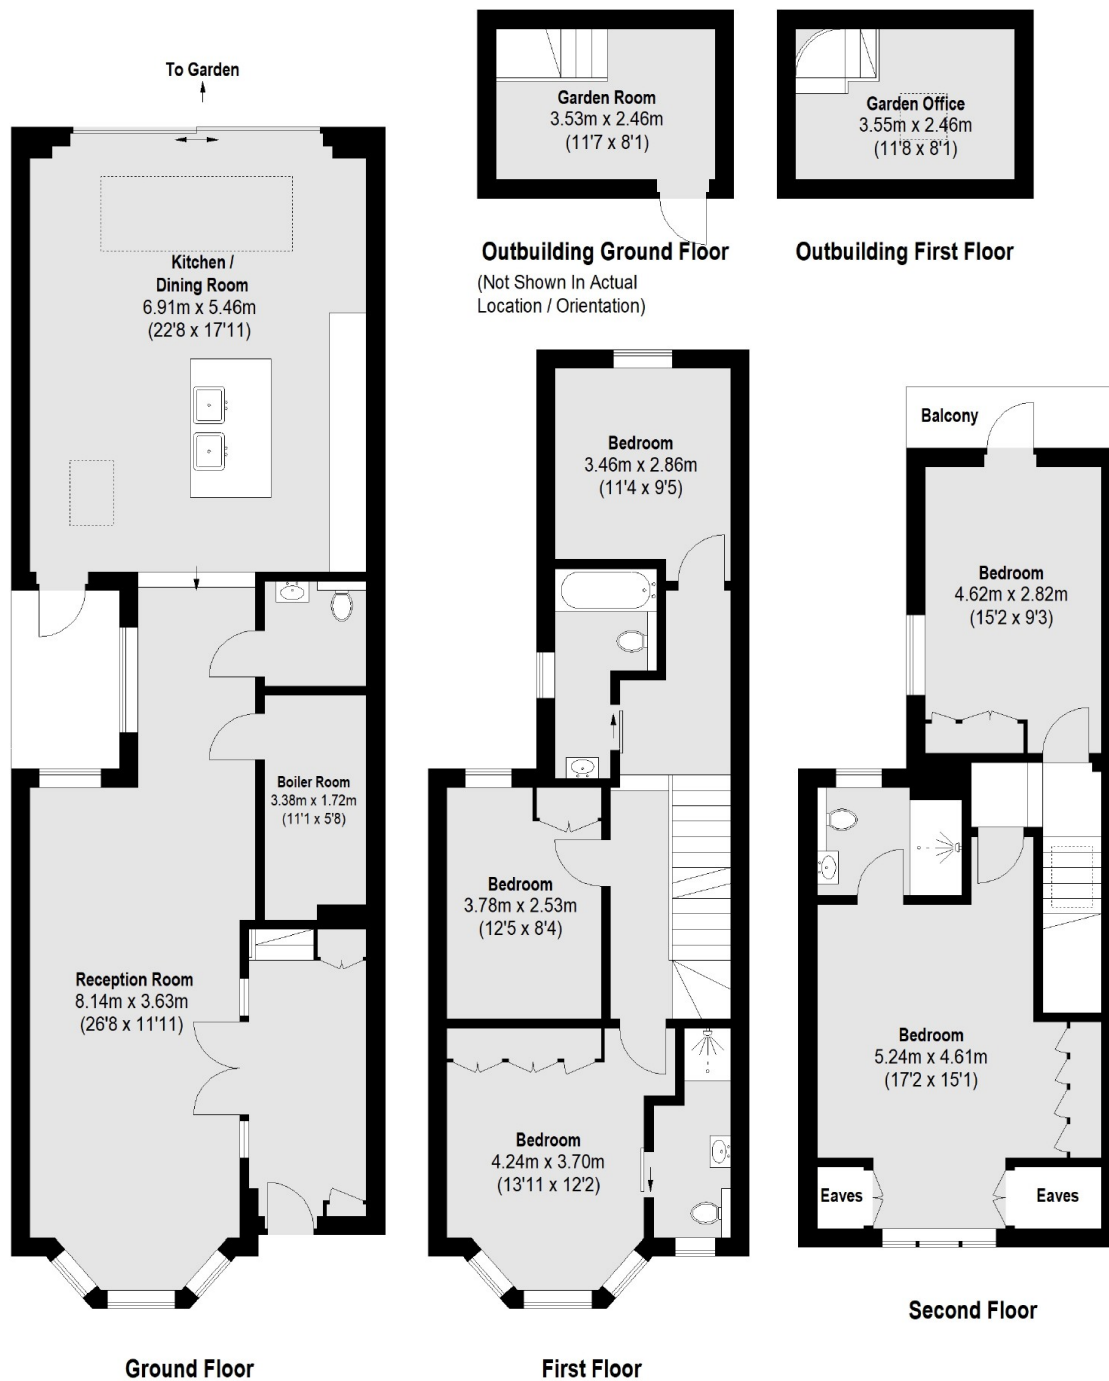 To Garden
Kitchen /
Dining Room
6.91m x 5.46m
(22'8 x 17'11)
Boiler Room
3.38m x 1.72m
(11'1 x 5'8)
Reception Room
8.14m x 3.63m
(26'8 x 11'11)
Ground Floor
Garden Room
3.53m x 2.46m
(11'7 x 8'1)
Outbuilding Ground Floor
(Not Shown In Actual
Location / Orientation)
Garden Office
3.55m x 2.46m
(11'8 x 8'1)
Outbuilding First Floor
Bedroom
3.46m x 2.86m
(11'4 x 9'5)
Bedroom
3.78m x 2.53m
(12'5 x 8'4)
Bedroom
4.24m x 3.70m
(13'11 x 12'2)
First Floor
Balcony
Bedroom
4.62m x 2.82m
(15'2 x 9'3)
Bedroom
5.24m x 4.61m
(17'2 x 15'1)
Eaves
Eaves
Second Floor